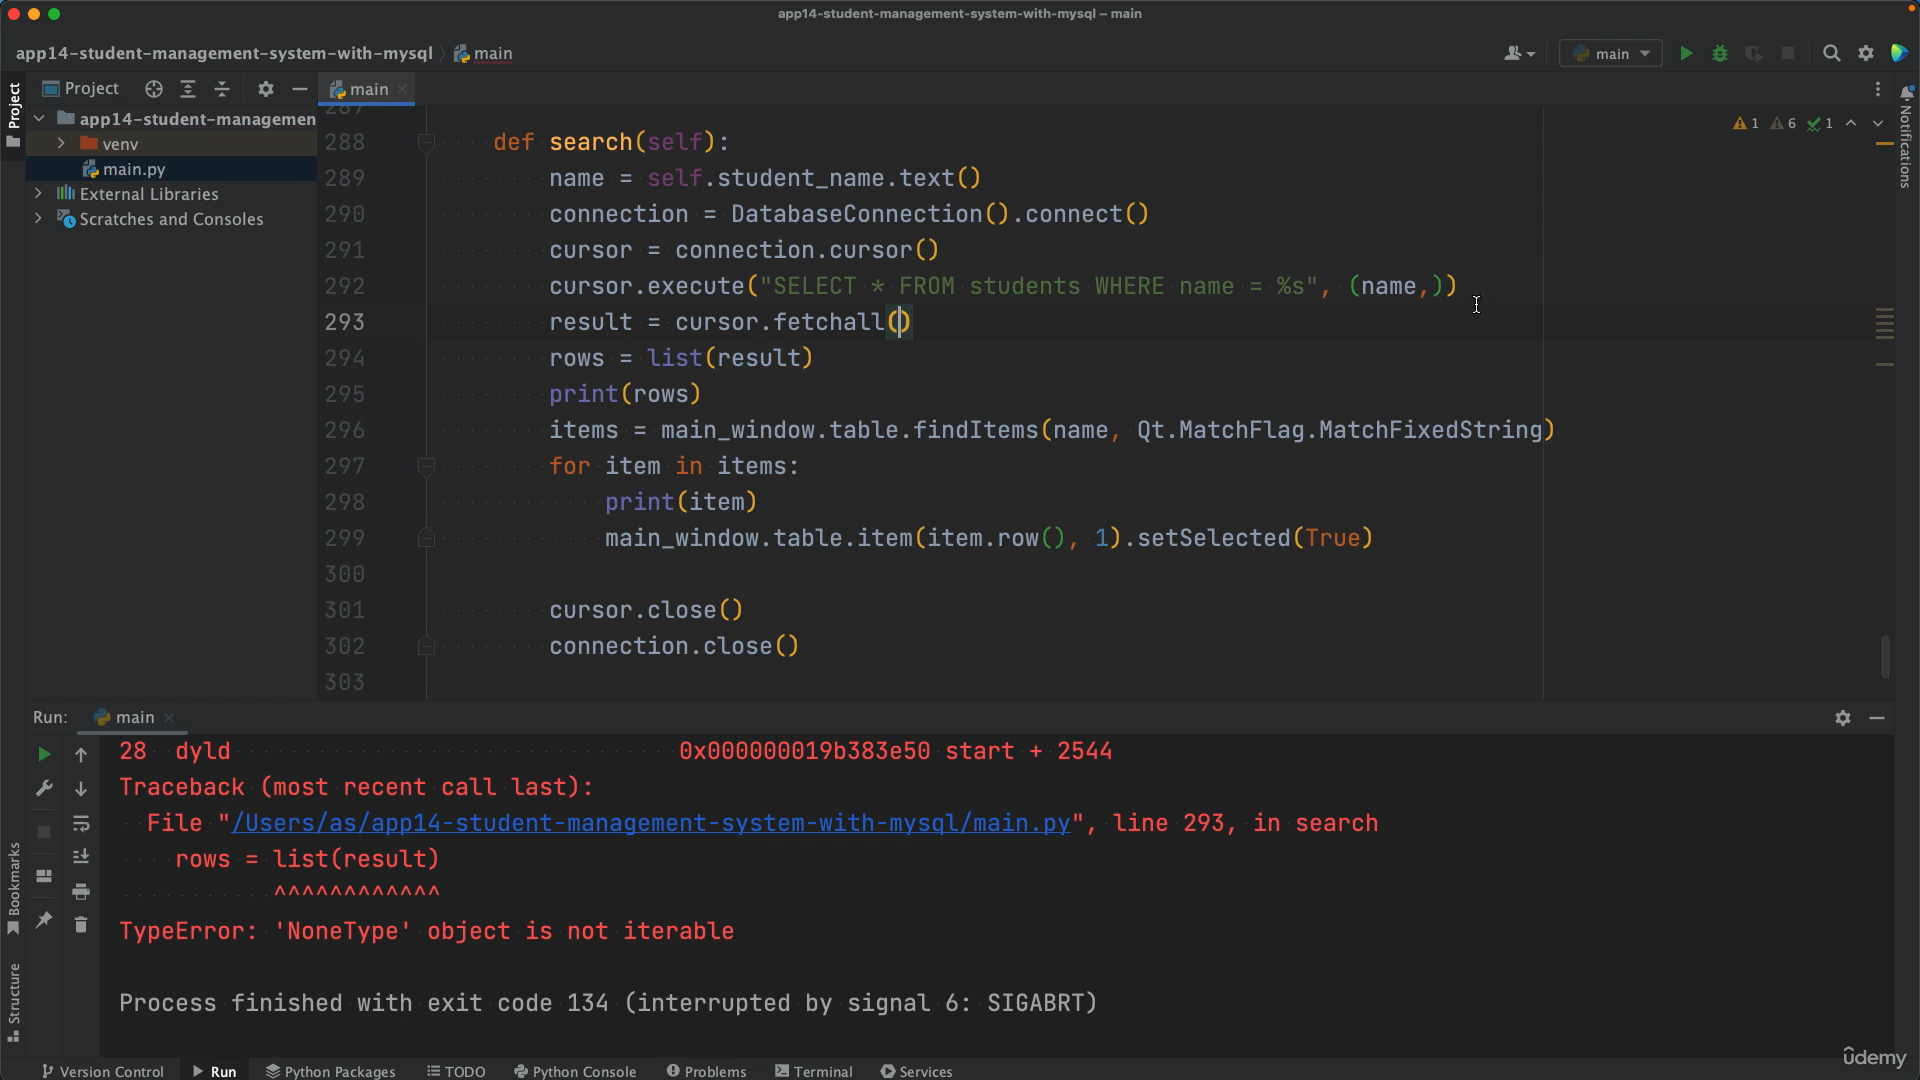 app14-student-management-system-with-mysql – main
app14-student-management-system-with-mysql
main
main
Project
main
Project
app14-student-managemen
venv
main.py
External Libraries
Scratches and Consoles
Notifications
1 6 1
287
288 def search(self):
289 name = self.student_name.text()
290 connection = DatabaseConnection().connect()
291 cursor = connection.cursor()
292 cursor.execute("SELECT * FROM students WHERE name = %s", (name,))
293 result = cursor.fetchall()
294 rows = list(result)
295 print(rows)
296 items = main_window.table.findItems(name, Qt.MatchFlag.MatchFixedString)
297 for item in items:
298 print(item)
299 main_window.table.item(item.row(), 1).setSelected(True)
300
301 cursor.close()
302 connection.close()
303
Run: main
28 dyld 0x000000019b383e50 start + 2544
Traceback (most recent call last):
File "/Users/as/app14-student-management-system-with-mysql/main.py", line 293, in search
rows = list(result)
^^^^^^^^^^^^
TypeError: 'NoneType' object is not iterable
Process finished with exit code 134 (interrupted by signal 6: SIGABRT)
Bookmarks
Structure
Version Control Run Python Packages TODO Python Console Problems Terminal Services
ûdemy